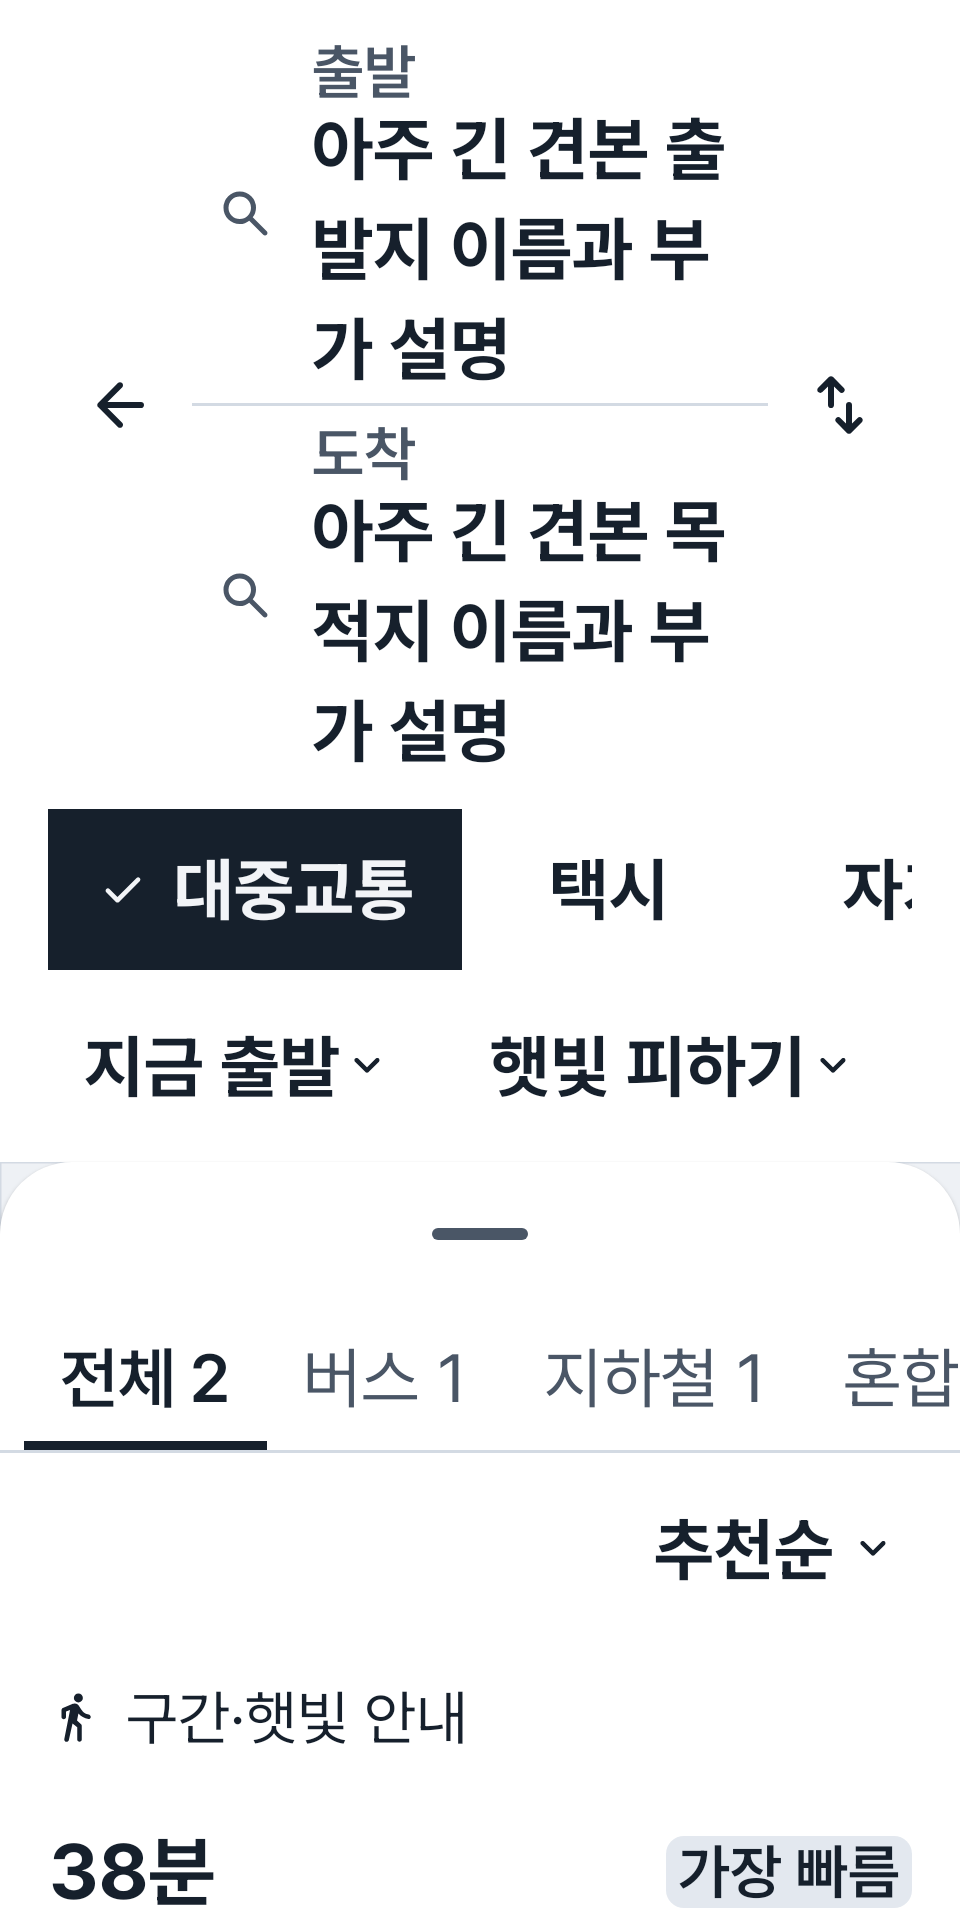 출발
아주 긴 견본 출
발지 이름과 부
가 설명
도착
아주 긴 견본 목
적지 이름과 부
가 설명
대중교통 택시
지금 출발 햇빛 피하기
전체 2 버스 1 지하철 1 혼합
추천순
구간·햇빛 안내
38분 가장 빠름